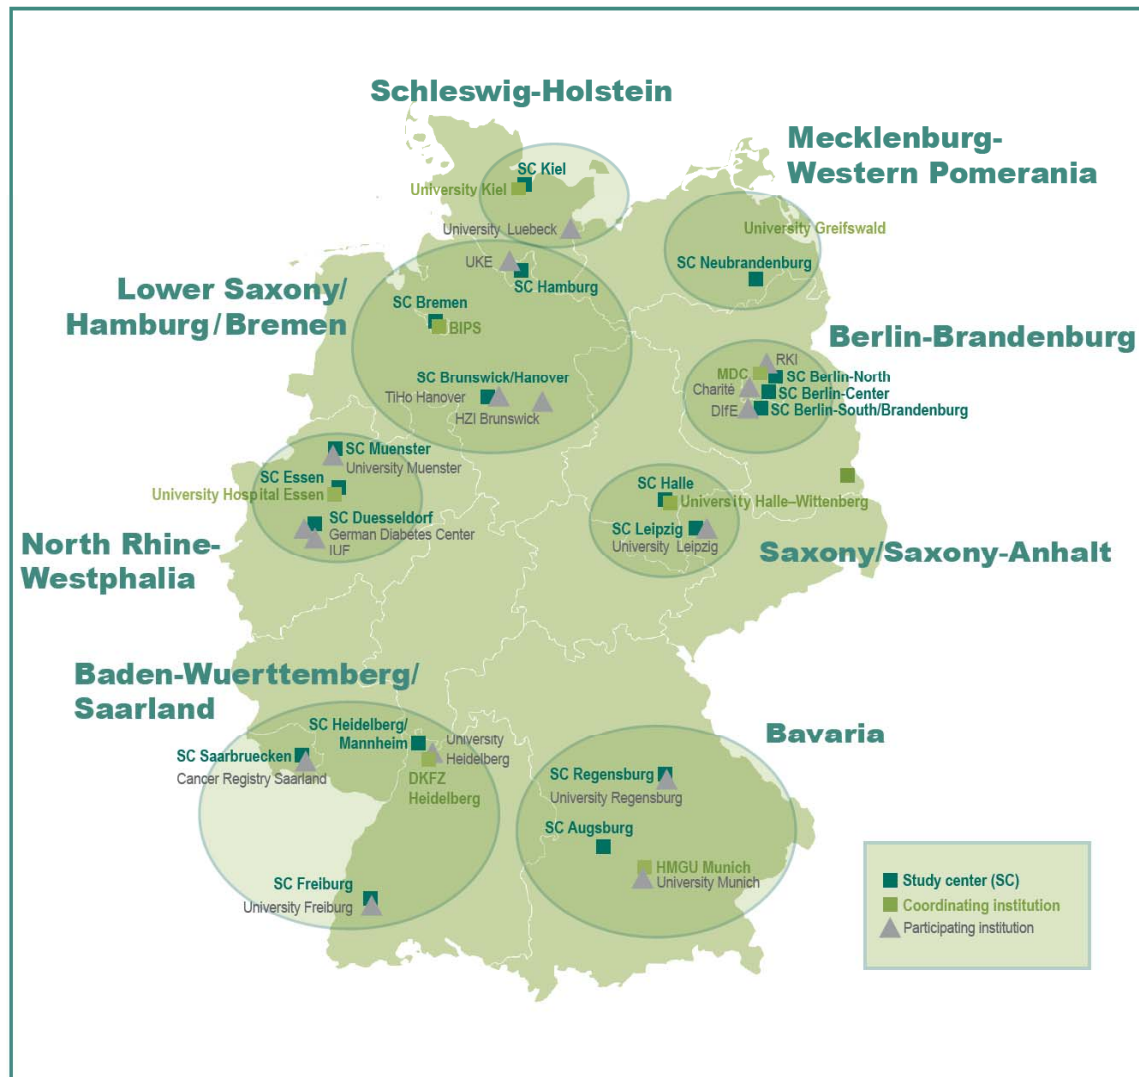 Schleswig-Holstein
SC Kiel
University Kiel
University Luebeck
Mecklenburg-
Western Pomerania
University Greifswald
SC Neubrandenburg
Lower Saxony/
Hamburg/Bremen
UKE
SC Hamburg
SC Bremen
BIPS
SC Brunswick/Hanover
TiHo Hanover
HZI Brunswick
Berlin-Brandenburg
RKI
MDC
SC Berlin-North
Charité
SC Berlin-Center
DIfE
SC Berlin-South/Brandenburg
SC Muenster
University Muenster
SC Essen
University Hospital Essen
SC Duesseldorf
German Diabetes Center
IUF
North Rhine-
Westphalia
SC Halle
University Halle–Wittenberg
SC Leipzig
University Leipzig
Saxony/Saxony-Anhalt
Baden-Wuerttemberg/
Saarland
SC Heidelberg/
Mannheim
University
Heidelberg
DKFZ
Heidelberg
SC Saarbruecken
Cancer Registry Saarland
SC Freiburg
University Freiburg
Bavaria
SC Regensburg
University Regensburg
SC Augsburg
HMGU Munich
University Munich
Study center (SC)
Coordinating institution
Participating institution